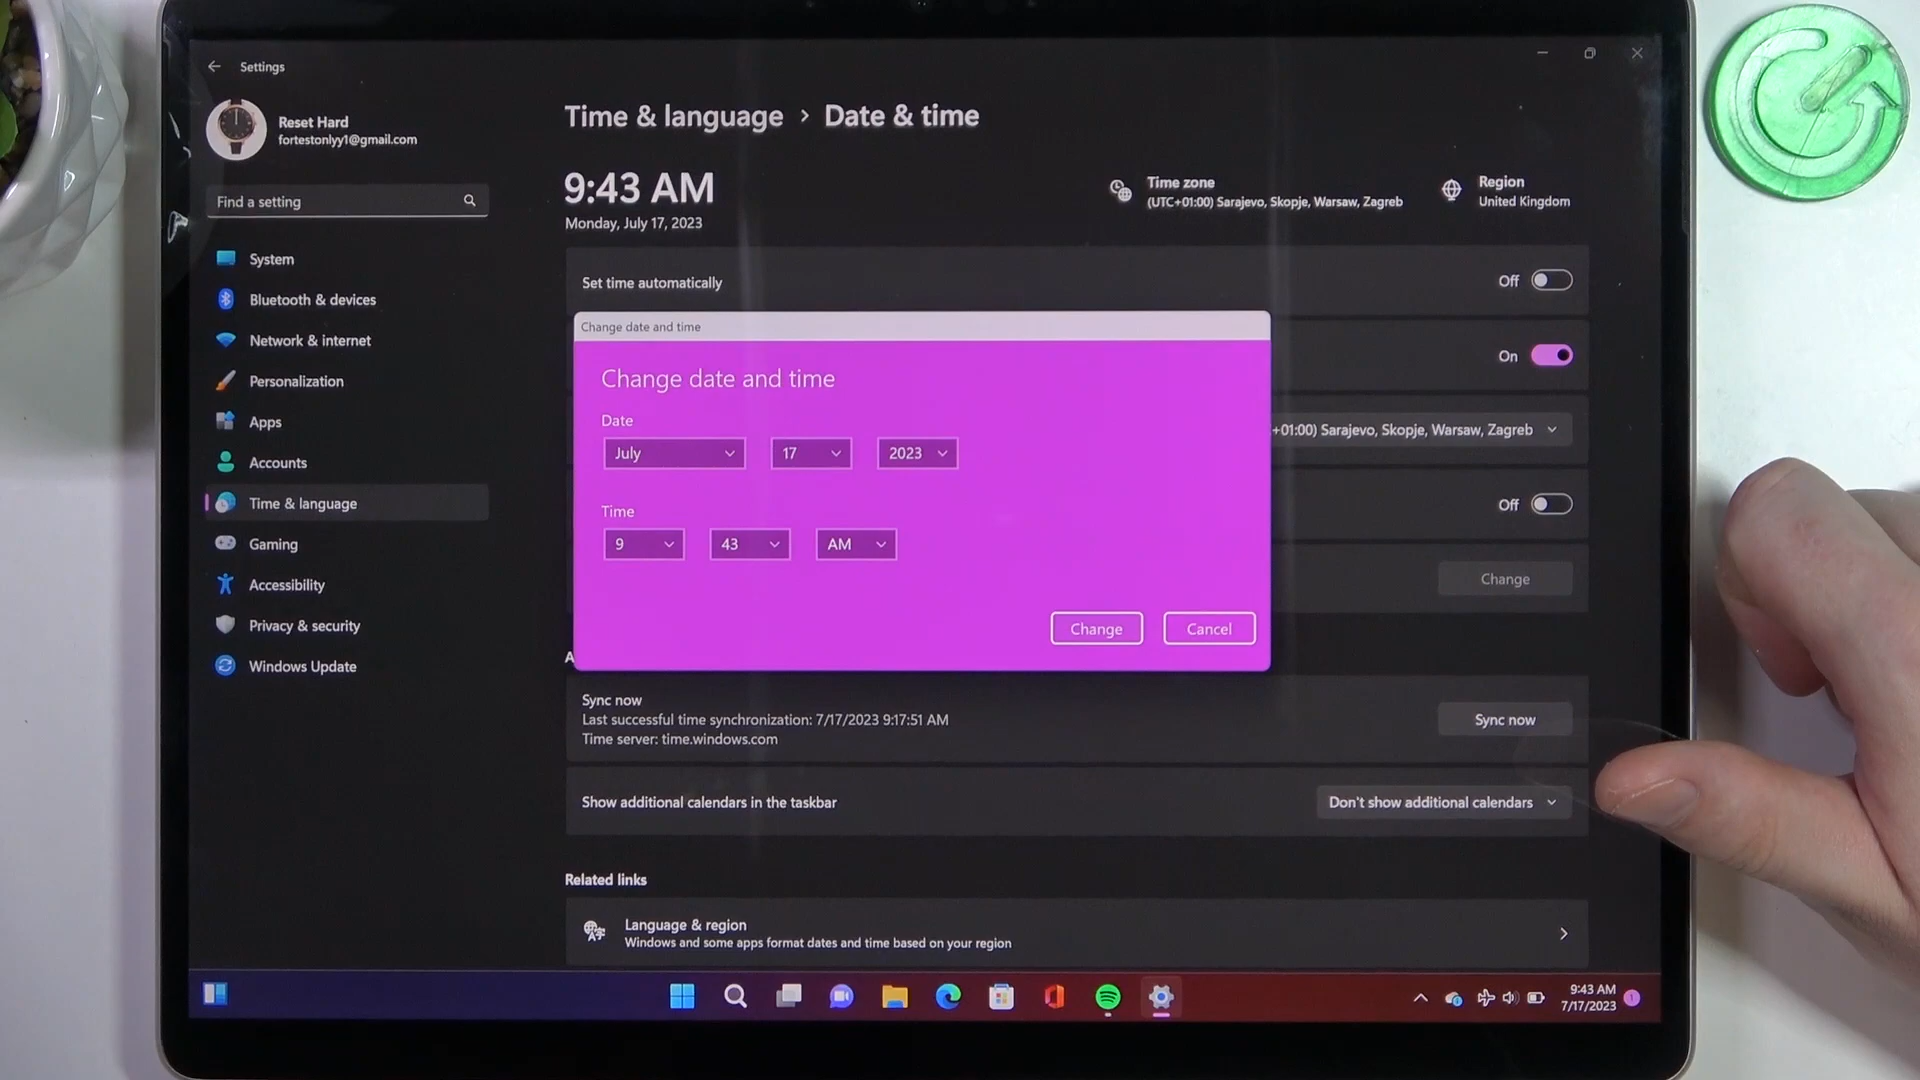 Settings
Reset Hard
fortestonlyy1@gmail.com
Find a setting
System
Bluetooth & devices
Network & internet
Personalization
Apps
Accounts
Time & language
Gaming
Accessibility
Privacy & security
Windows Update
Time & language › Date & time
9:43 AM
Monday, July 17, 2023
Time zone
(UTC+01:00) Sarajevo, Skopje, Warsaw, Zagreb
Region
United Kingdom
Set time automatically
Off
On
+01:00) Sarajevo, Skopje, Warsaw, Zagreb
Off
Change
Change date and time
Change date and time
Date
July 17 2023
Time
9 43 AM
Change Cancel
A
Sync now
Last successful time synchronization: 7/17/2023 9:17:51 AM
Time server: time.windows.com
Sync now
Show additional calendars in the taskbar
Don't show additional calendars
Related links
Language & region
Windows and some apps format dates and time based on your region
9:43 AM
7/17/2023
1